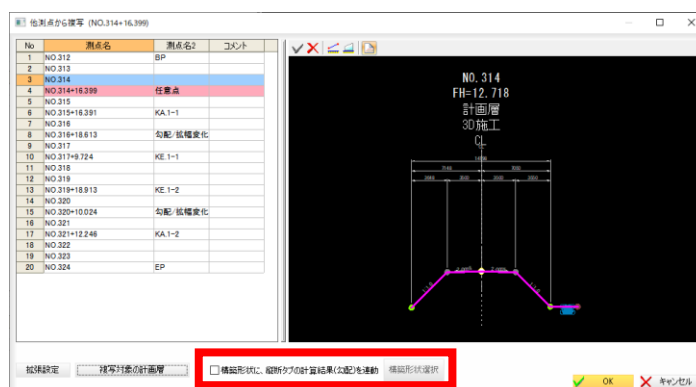 他測点から複写 (NO.314+16.399)
No 測点名 測点名2 コメント
1 NO.312 BP
2 NO.313
3 NO.314
4 NO.314+16.399 任意点
5 NO.315
6 NO.315+16.391 KA.1-1
7 NO.316
8 NO.316+18.613 勾配/拡幅変化
9 NO.317
10 NO.317+9.724 KE.1-1
11 NO.318
12 NO.319
13 NO.319+18.913 KE.1-2
14 NO.320
15 NO.320+10.024 勾配/拡幅変化
16 NO.321
17 NO.321+12.246 KA.1-2
18 NO.322
19 NO.323
20 NO.324 EP
NO.314
FH=12.718
計画層
3D施工
CL
拡張設定 複写対象の計画層 構築形状に、縦断タブの計算結果(勾配)を連動 構築形状選択
OK キャンセル